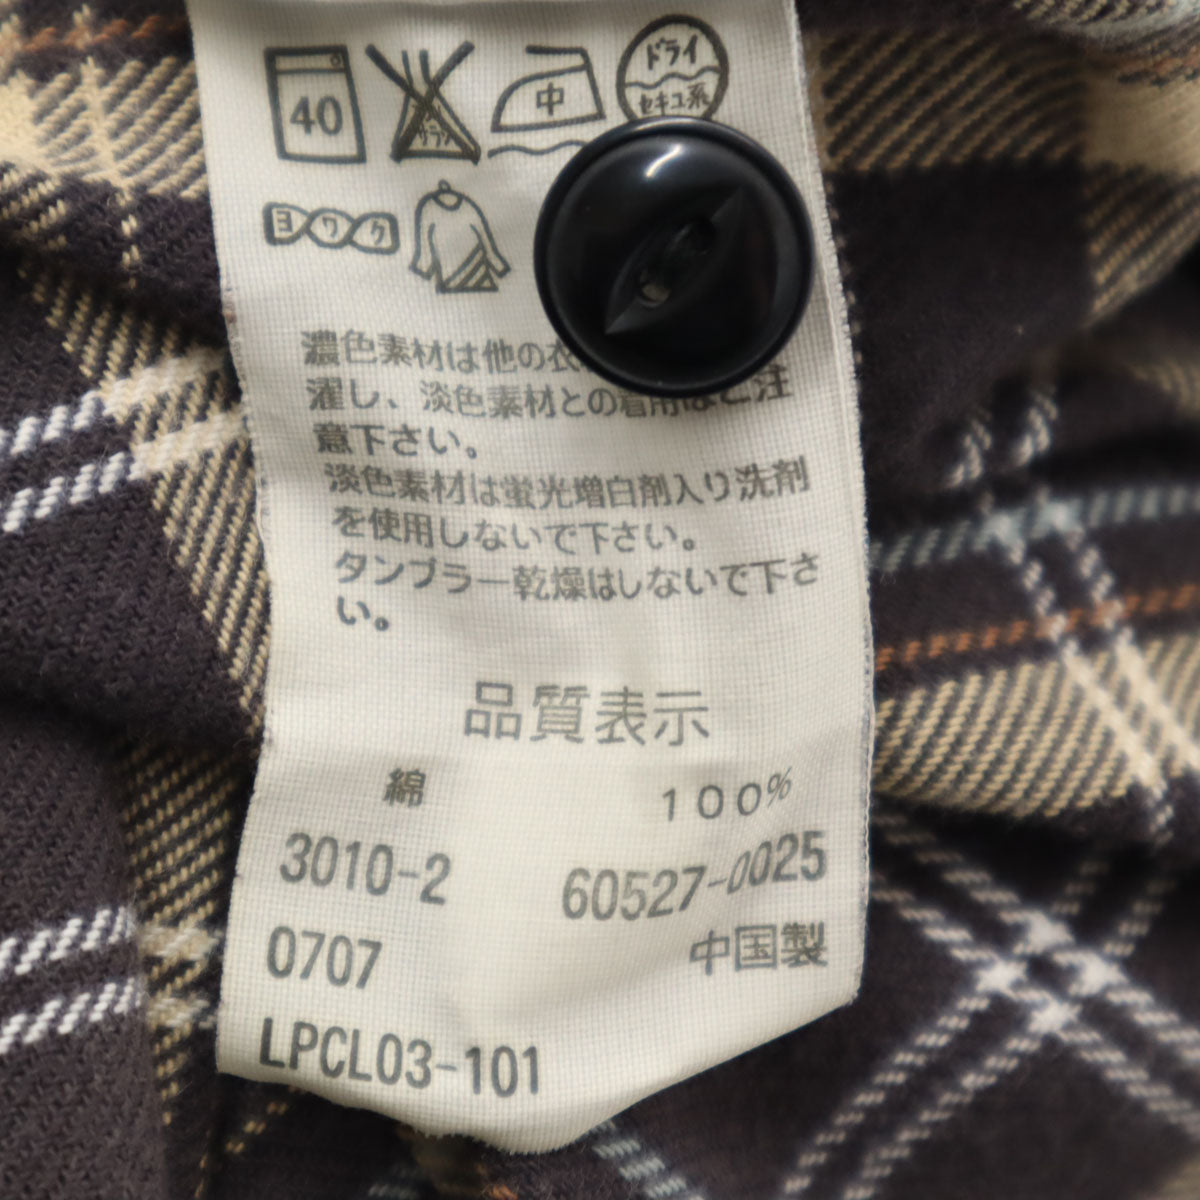 40 中 ドライ
セキユ系
ヨワク
濃色素材は他の衣
濯し、淡色素材との着用はご注
意下さい。
淡色素材は蛍光増白剤入り洗剤
を使用しないで下さい。
タンブラー乾燥はしないで下さ
い。
品質表示
綿 100%
3010-2 60527-0025
0707 中国製
LPCL03-101